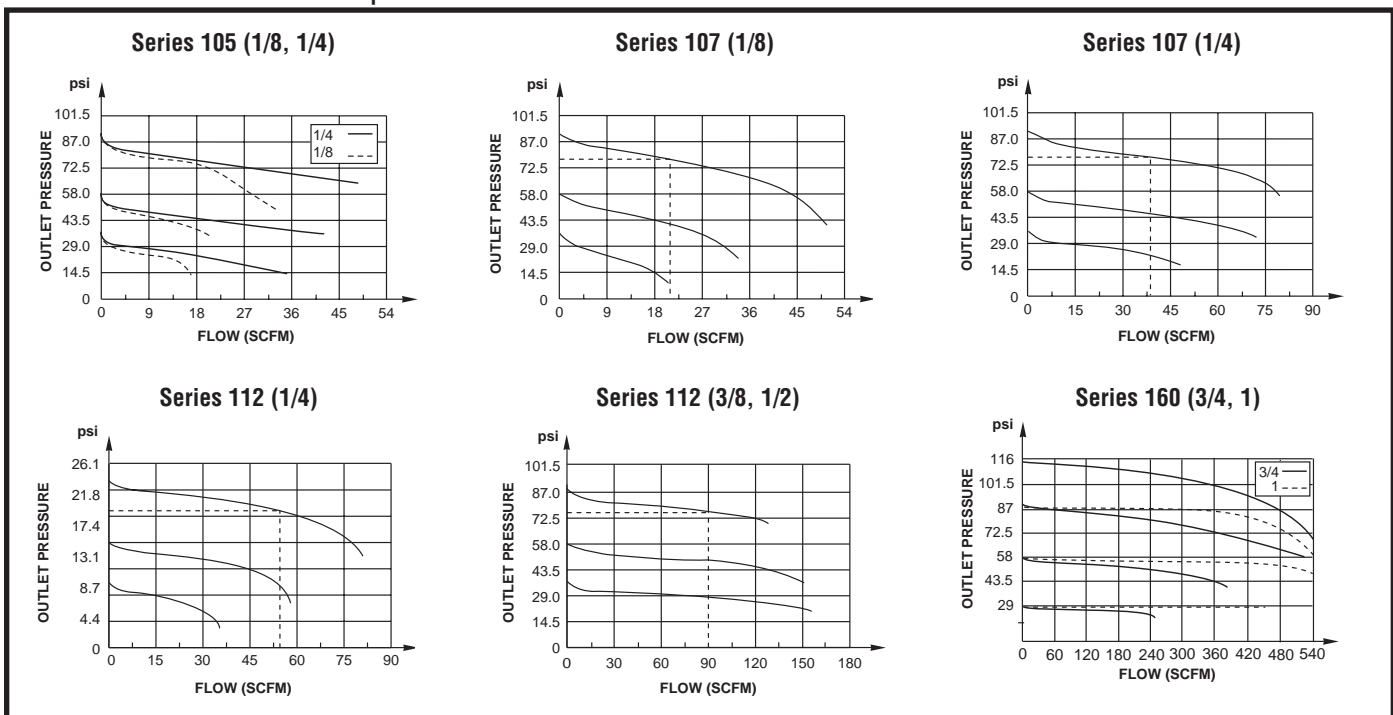 Series 105 (1/8, 1/4)
psi
OUTLET PRESSURE
101.5
87.0
72.5
58.0
43.5
29.0
14.5
0
1/4
1/8
0 9 18 27 36 45 54
FLOW (SCFM)
Series 107 (1/8)
psi
OUTLET PRESSURE
101.5
87.0
72.5
58.0
43.5
29.0
14.5
0
0 9 18 27 36 45 54
FLOW (SCFM)
Series 107 (1/4)
psi
OUTLET PRESSURE
101.5
87.0
72.5
58.0
43.5
29.0
14.5
0
0 15 30 45 60 75 90
FLOW (SCFM)
Series 112 (1/4)
psi
OUTLET PRESSURE
26.1
21.8
17.4
13.1
8.7
4.4
0
0 15 30 45 60 75 90
FLOW (SCFM)
Series 112 (3/8, 1/2)
psi
OUTLET PRESSURE
101.5
87.0
72.5
58.0
43.5
29.0
14.5
0
0 30 60 90 120 150 180
FLOW (SCFM)
Series 160 (3/4, 1)
psi
OUTLET PRESSURE
116
101.5
87
72.5
58
43.5
29
3/4
1
0 60 120 180 240 300 360 420 480 540
FLOW (SCFM)